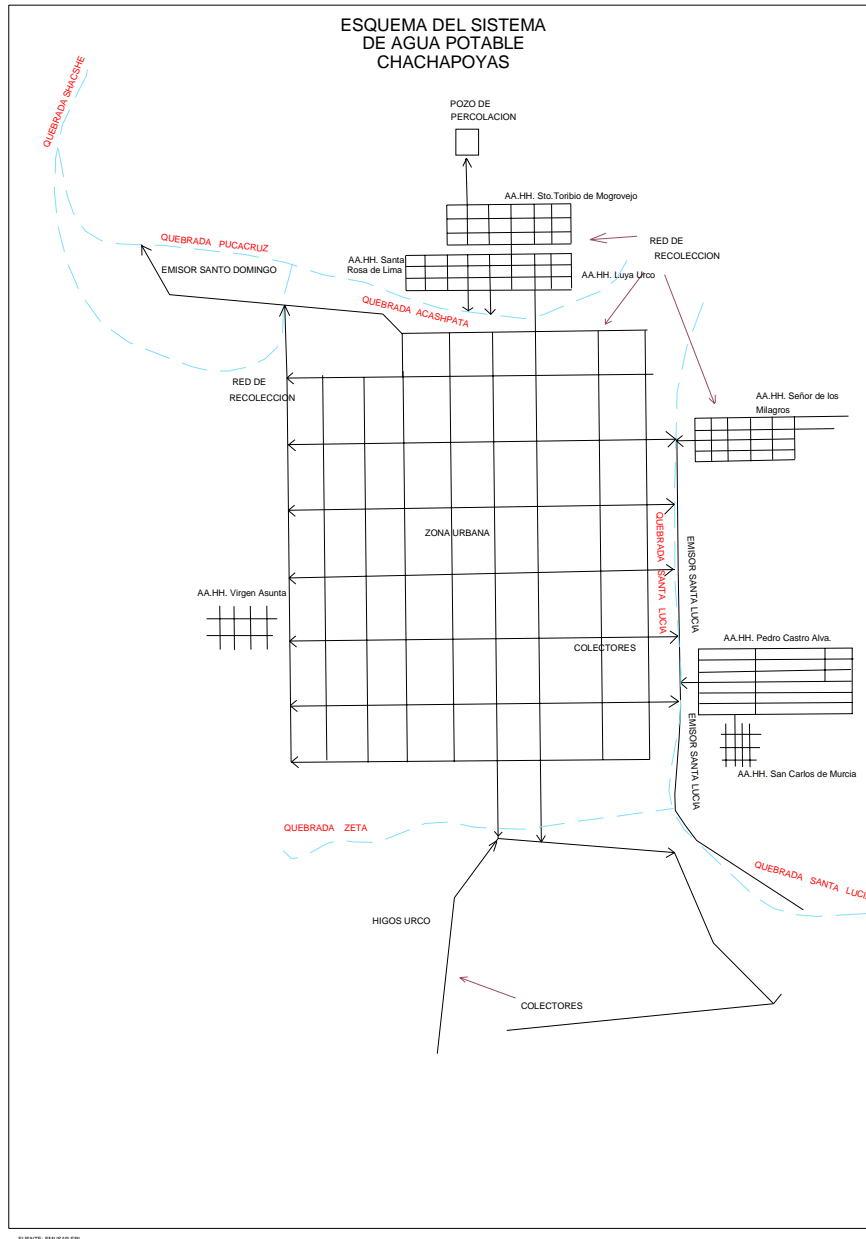 ESQUEMA DEL SISTEMA
DE AGUA POTABLE
CHACHAPOYAS
QUEBRADA SHACSHE
POZO DE
PERCOLACION
AA.HH. Sto.Toribio de Mogrovejo
QUEBRADA PUCACRUZ
RED DE
RECOLECCION
AA.HH. Santa
Rosa de Lima
EMISOR SANTO DOMINGO
AA.HH. Luya Urco
QUEBRADA ACASHPATA
RED DE
RECOLECCION
AA.HH. Señor de los
Milagros
ZONA URBANA
QUEBRADA SANTA LUCIA
EMISOR SANTA LUCIA
AA.HH. Virgen Asunta
AA.HH. Pedro Castro Alva.
COLECTORES
EMISOR SANTA LUCIA
AA.HH. San Carlos de Murcia
QUEBRADA ZETA
QUEBRADA SANTA LUCIA
HIGOS URCO
COLECTORES
FUENTE: EMUSAP SRL